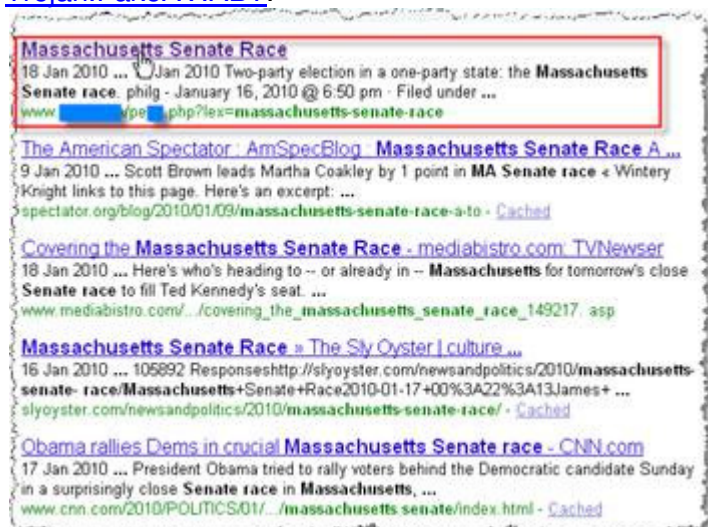 Massachusetts Senate Race
18 Jan 2010 ... Jan 2010 Two-party election in a one-party state: the Massachusetts
Senate race. philg - January 16, 2010 @ 6:50 pm · Filed under ...
www. /pe .php?lex=massachusetts-senate-race
The American Spectator : AmSpecBlog : Massachusetts Senate Race A ...
9 Jan 2010 ... Scott Brown leads Martha Coakley by 1 point in MA Senate race « Wintery
Knight links to this page. Here's an excerpt: ...
spectator.org/blog/2010/01/09/massachusetts-senate-race-a-to - Cached
Covering the Massachusetts Senate Race - mediabistro.com: TVNewser
18 Jan 2010 ... Here's who's heading to -- or already in -- Massachusetts for tomorrow's close
Senate race to fill Ted Kennedy's seat. ...
www.mediabistro.com/.../covering_the_massachusetts_senate_race_149217. asp
Massachusetts Senate Race » The Sly Oyster | culture ...
16 Jan 2010 ... 105892 Responseshttp://slyoyster.com/newsandpolitics/2010/massachusetts-
senate- race/Massachusetts+Senate+Race2010-01-17+00%3A22%3A13James+ ...
slyoyster.com/newsandpolitics/2010/massachusetts-senate-race/ - Cached
Obama rallies Dems in crucial Massachusetts Senate race - CNN.com
17 Jan 2010 ... President Obama tried to rally voters behind the Democratic candidate Sunday
in a surprisingly close Senate race in Massachusetts, ...
www.cnn.com/2010/POLITICS/01/.../massachusetts.senate/index.html - Cached